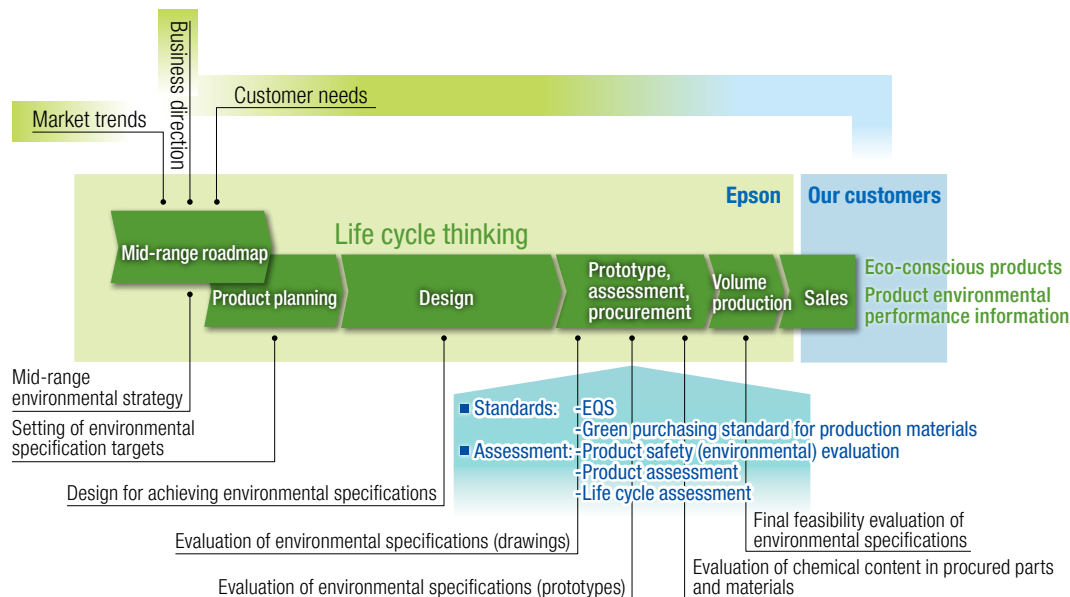 Business
direction
Customer needs
Market trends
Epson
Our customers
Life cycle thinking
Mid-range roadmap
Product planning
Design
Prototype,
assessment,
procurement
Volume
production
Sales
Eco-conscious products
Product environmental
performance information
Mid-range
environmental strategy
Setting of environmental
specification targets
■ Standards: -EQS
-Green purchasing standard for production materials
■ Assessment: -Product safety (environmental) evaluation
-Product assessment
-Life cycle assessment
Design for achieving environmental specifications
Final feasibility evaluation of
environmental specifications
Evaluation of environmental specifications (drawings)
Evaluation of chemical content in procured parts
and materials
Evaluation of environmental specifications (prototypes)